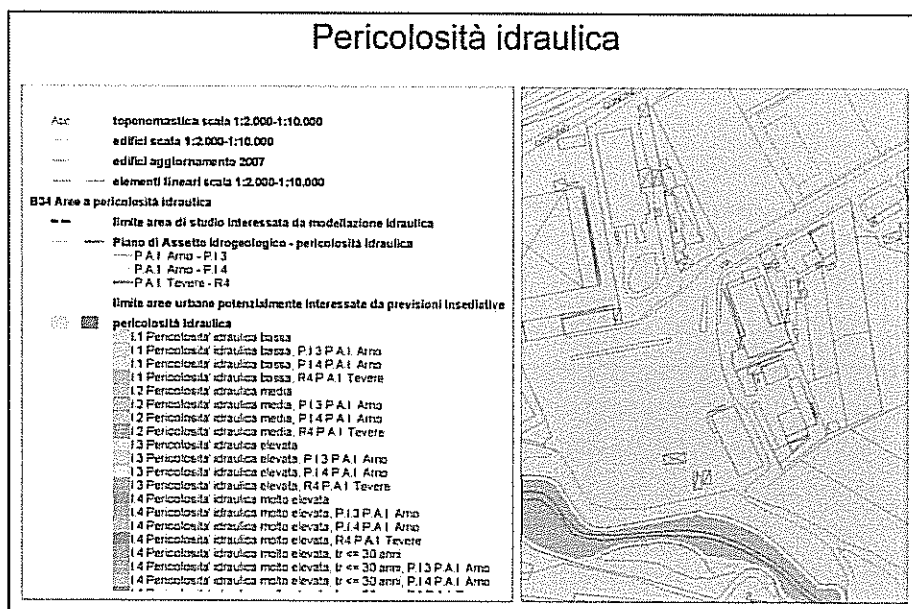 Pericolosità idraulica
toponomastica scala 1:2.000-1:10.000
edifici scala 1:2.000-1:10.000
edifici aggiornamento 2007
elementi lineari scala 1:2.000-1:10.000
B34 Aree a pericolosità idraulica
limite area di studio interessata da modellazione idraulica
Piano di Assetto Idrogeologico - pericolosità idraulica
P.A.I. Arno - P.I.3
P.A.I. Arno - P.I.4
P.A.I. Tevere - R4
limite aree urbano potenzialmente interessate da previsioni insediative
pericolosità idraulica
I.1 Pericolosita' idraulica bassa
I.1 Pericolosita' idraulica bassa, P.I.3 P.A.I. Arno
I.1 Pericolosita' idraulica bassa, P.I.4 P.A.I. Arno
I.1 Pericolosita' idraulica bassa, R4 P.A.I. Tevere
I.2 Pericolosita' idraulica media
I.2 Pericolosita' idraulica media, P.I.3 P.A.I. Arno
I.2 Pericolosita' idraulica media, P.I.4 P.A.I. Arno
I.2 Pericolosita' idraulica media, R4 P.A.I. Tevere
I.3 Pericolosita' idraulica elevata
I.3 Pericolosita' idraulica elevata, P.I.3 P.A.I. Arno
I.3 Pericolosita' idraulica elevata, P.I.4 P.A.I. Arno
I.3 Pericolosita' idraulica elevata, R4 P.A.I. Tevere
I.4 Pericolosita' idraulica molto elevata
I.4 Pericolosita' idraulica molto elevata, P.I.3 P.A.I. Arno
I.4 Pericolosita' idraulica molto elevata, P.I.4 P.A.I. Arno
I.4 Pericolosita' idraulica molto elevata, R4 P.A.I. Tevere
I.4 Pericolosita' idraulica molto elevata, tr <= 30 anni
I.4 Pericolosita' idraulica molto elevata, tr <= 30 anni, P.I.3 P.A.I. Arno
I.4 Pericolosita' idraulica molto elevata, tr <= 30 anni, P.I.4 P.A.I. Arno